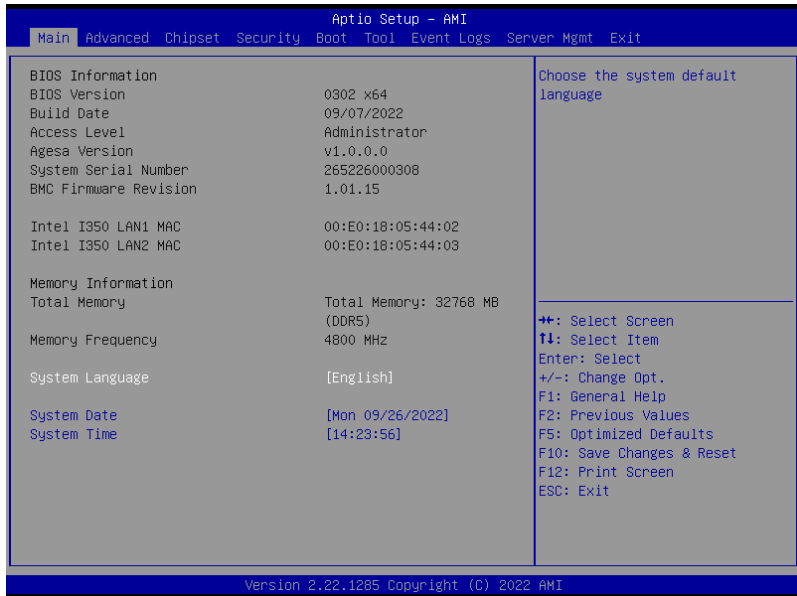 Aptio Setup – AMI
Main Advanced Chipset Security Boot Tool Event Logs Server Mgmt Exit
BIOS Information
BIOS Version 0302 x64
Build Date 09/07/2022
Access Level Administrator
Agesa Version v1.0.0.0
System Serial Number 265226000308
BMC Firmware Revision 1.01.15
Intel I350 LAN1 MAC 00:E0:18:05:44:02
Intel I350 LAN2 MAC 00:E0:18:05:44:03
Memory Information
Total Memory Total Memory: 32768 MB
(DDR5)
Memory Frequency 4800 MHz
System Language [English]
System Date [Mon 09/26/2022]
System Time [14:23:56]
Choose the system default
language
→←: Select Screen
↑↓: Select Item
Enter: Select
+/-: Change Opt.
F1: General Help
F2: Previous Values
F5: Optimized Defaults
F10: Save Changes & Reset
F12: Print Screen
ESC: Exit
Version 2.22.1285 Copyright (C) 2022 AMI